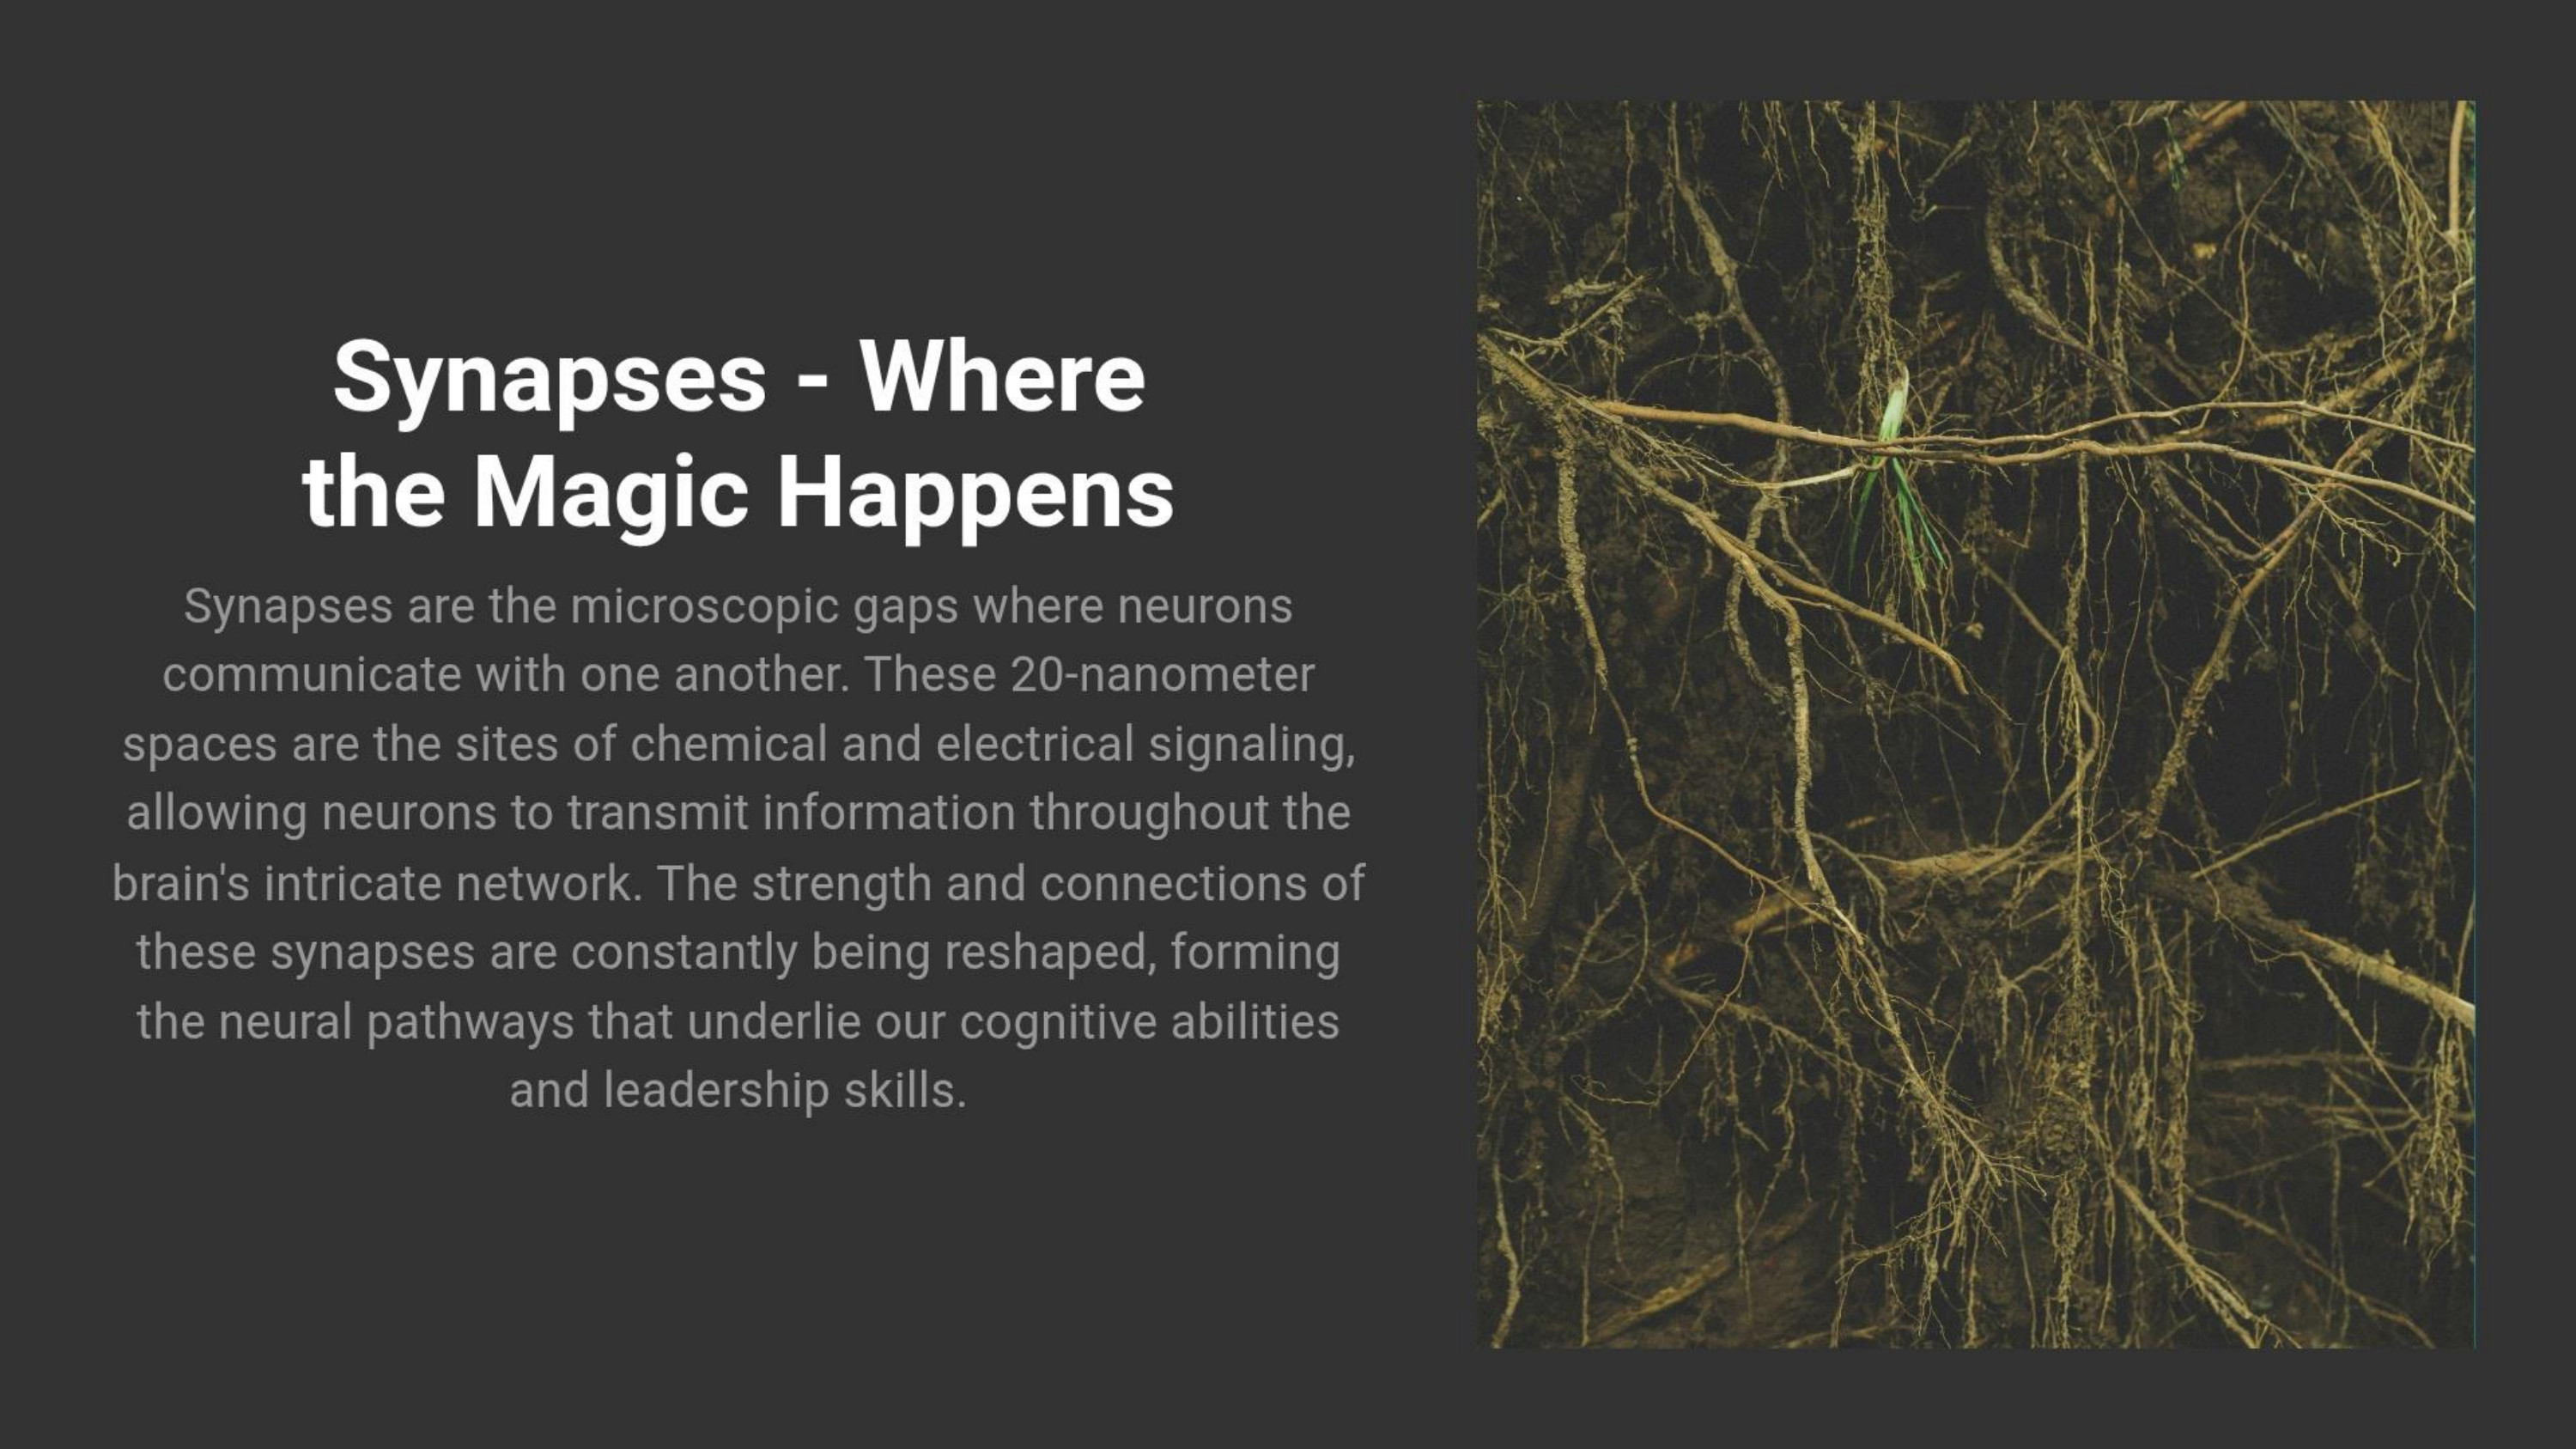 Synapses - Where
the Magic Happens
Synapses are the microscopic gaps where neurons
communicate with one another. These 20-nanometer
spaces are the sites of chemical and electrical signaling,
allowing neurons to transmit information throughout the
brain's intricate network. The strength and connections of
these synapses are constantly being reshaped, forming
the neural pathways that underlie our cognitive abilities
and leadership skills.